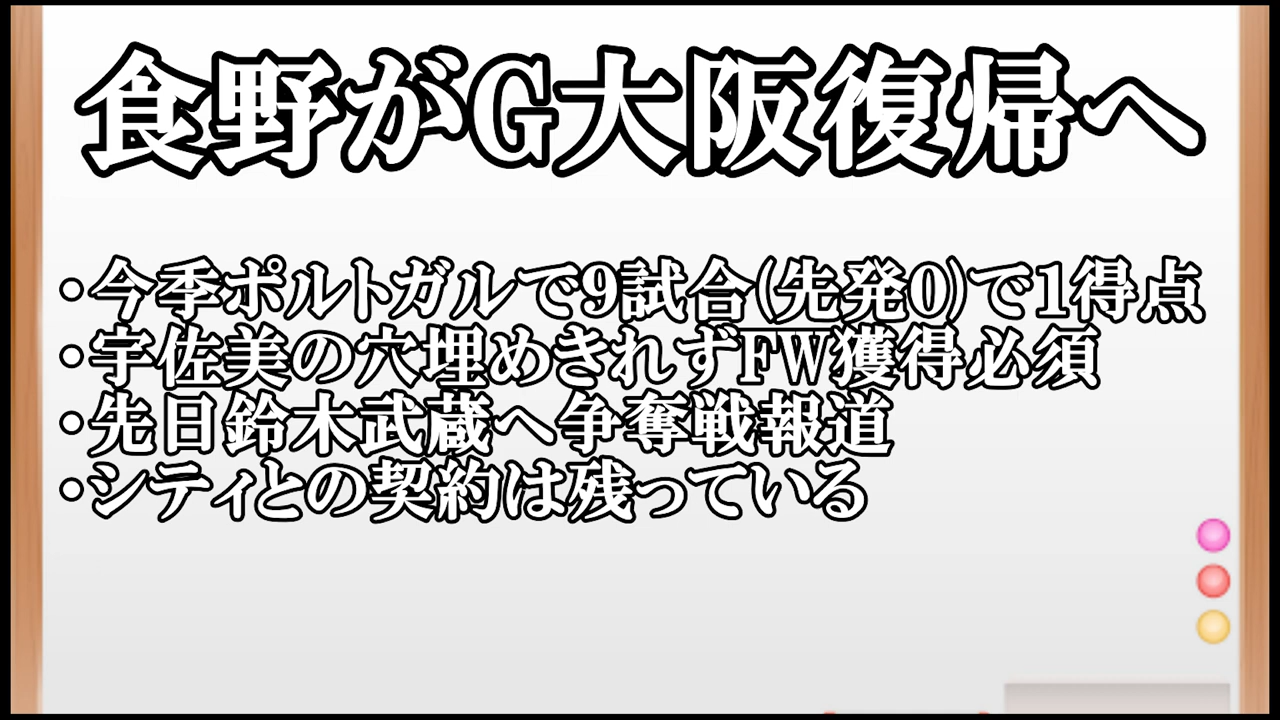 食野がG大阪復帰へ
・今季ポルトガルで9試合(先発0)で1得点
・宇佐美の穴埋めきれずFW獲得必須
・先日鈴木武蔵へ争奪戦報道
・シティとの契約は残っている